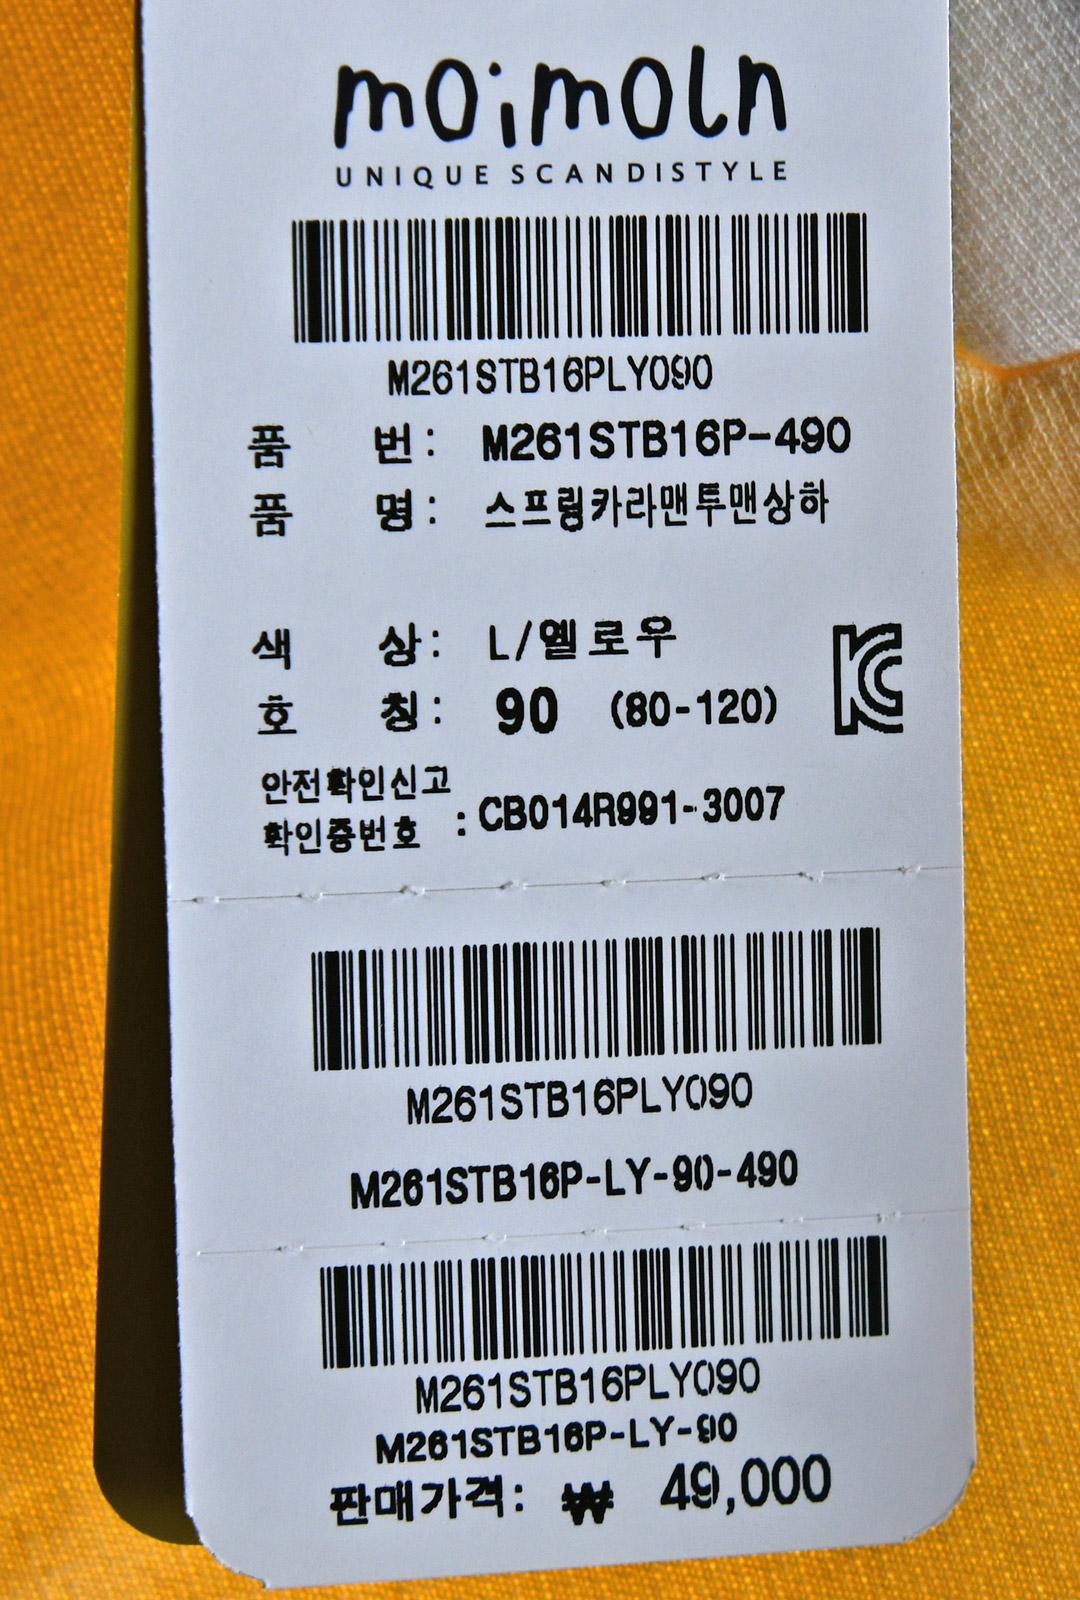 moimoln
UNIQUE SCANDISTYLE
M261STB16PLY090
품 번 : M261STB16P-490
품 명 : 스프링카라맨투맨상하
색 상 : L/옐로우
호 칭 : 90 (80-120)
안전확인신고
확인증번호 : CB014R991-3007
M261STB16PLY090
M261STB16P-LY-90-490
M261STB16PLY090
M261STB16P-LY-90
판매가격 : ₩ 49,000